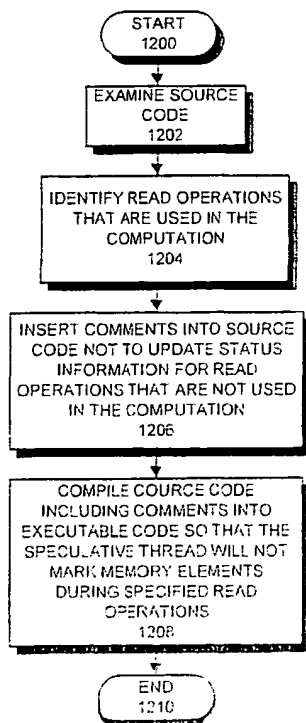 START
1200
EXAMINE SOURCE
CODE
1202
IDENTIFY READ OPERATIONS
THAT ARE USED IN THE
COMPUTATION
1204
INSERT COMMENTS INTO SOURCE
CODE NOT TO UPDATE STATUS
INFORMATION FOR READ
OPERATIONS THAT ARE NOT USED
IN THE COMPUTATION
1206
COMPILE COURCE CODE
INCLUDING COMMENTS INTO
EXECUTABLE CODE SO THAT THE
SPECULATIVE THREAD WILL NOT
MARK MEMORY ELEMENTS
DURING SPECIFIED READ
OPERATIONS
1208
END
1210